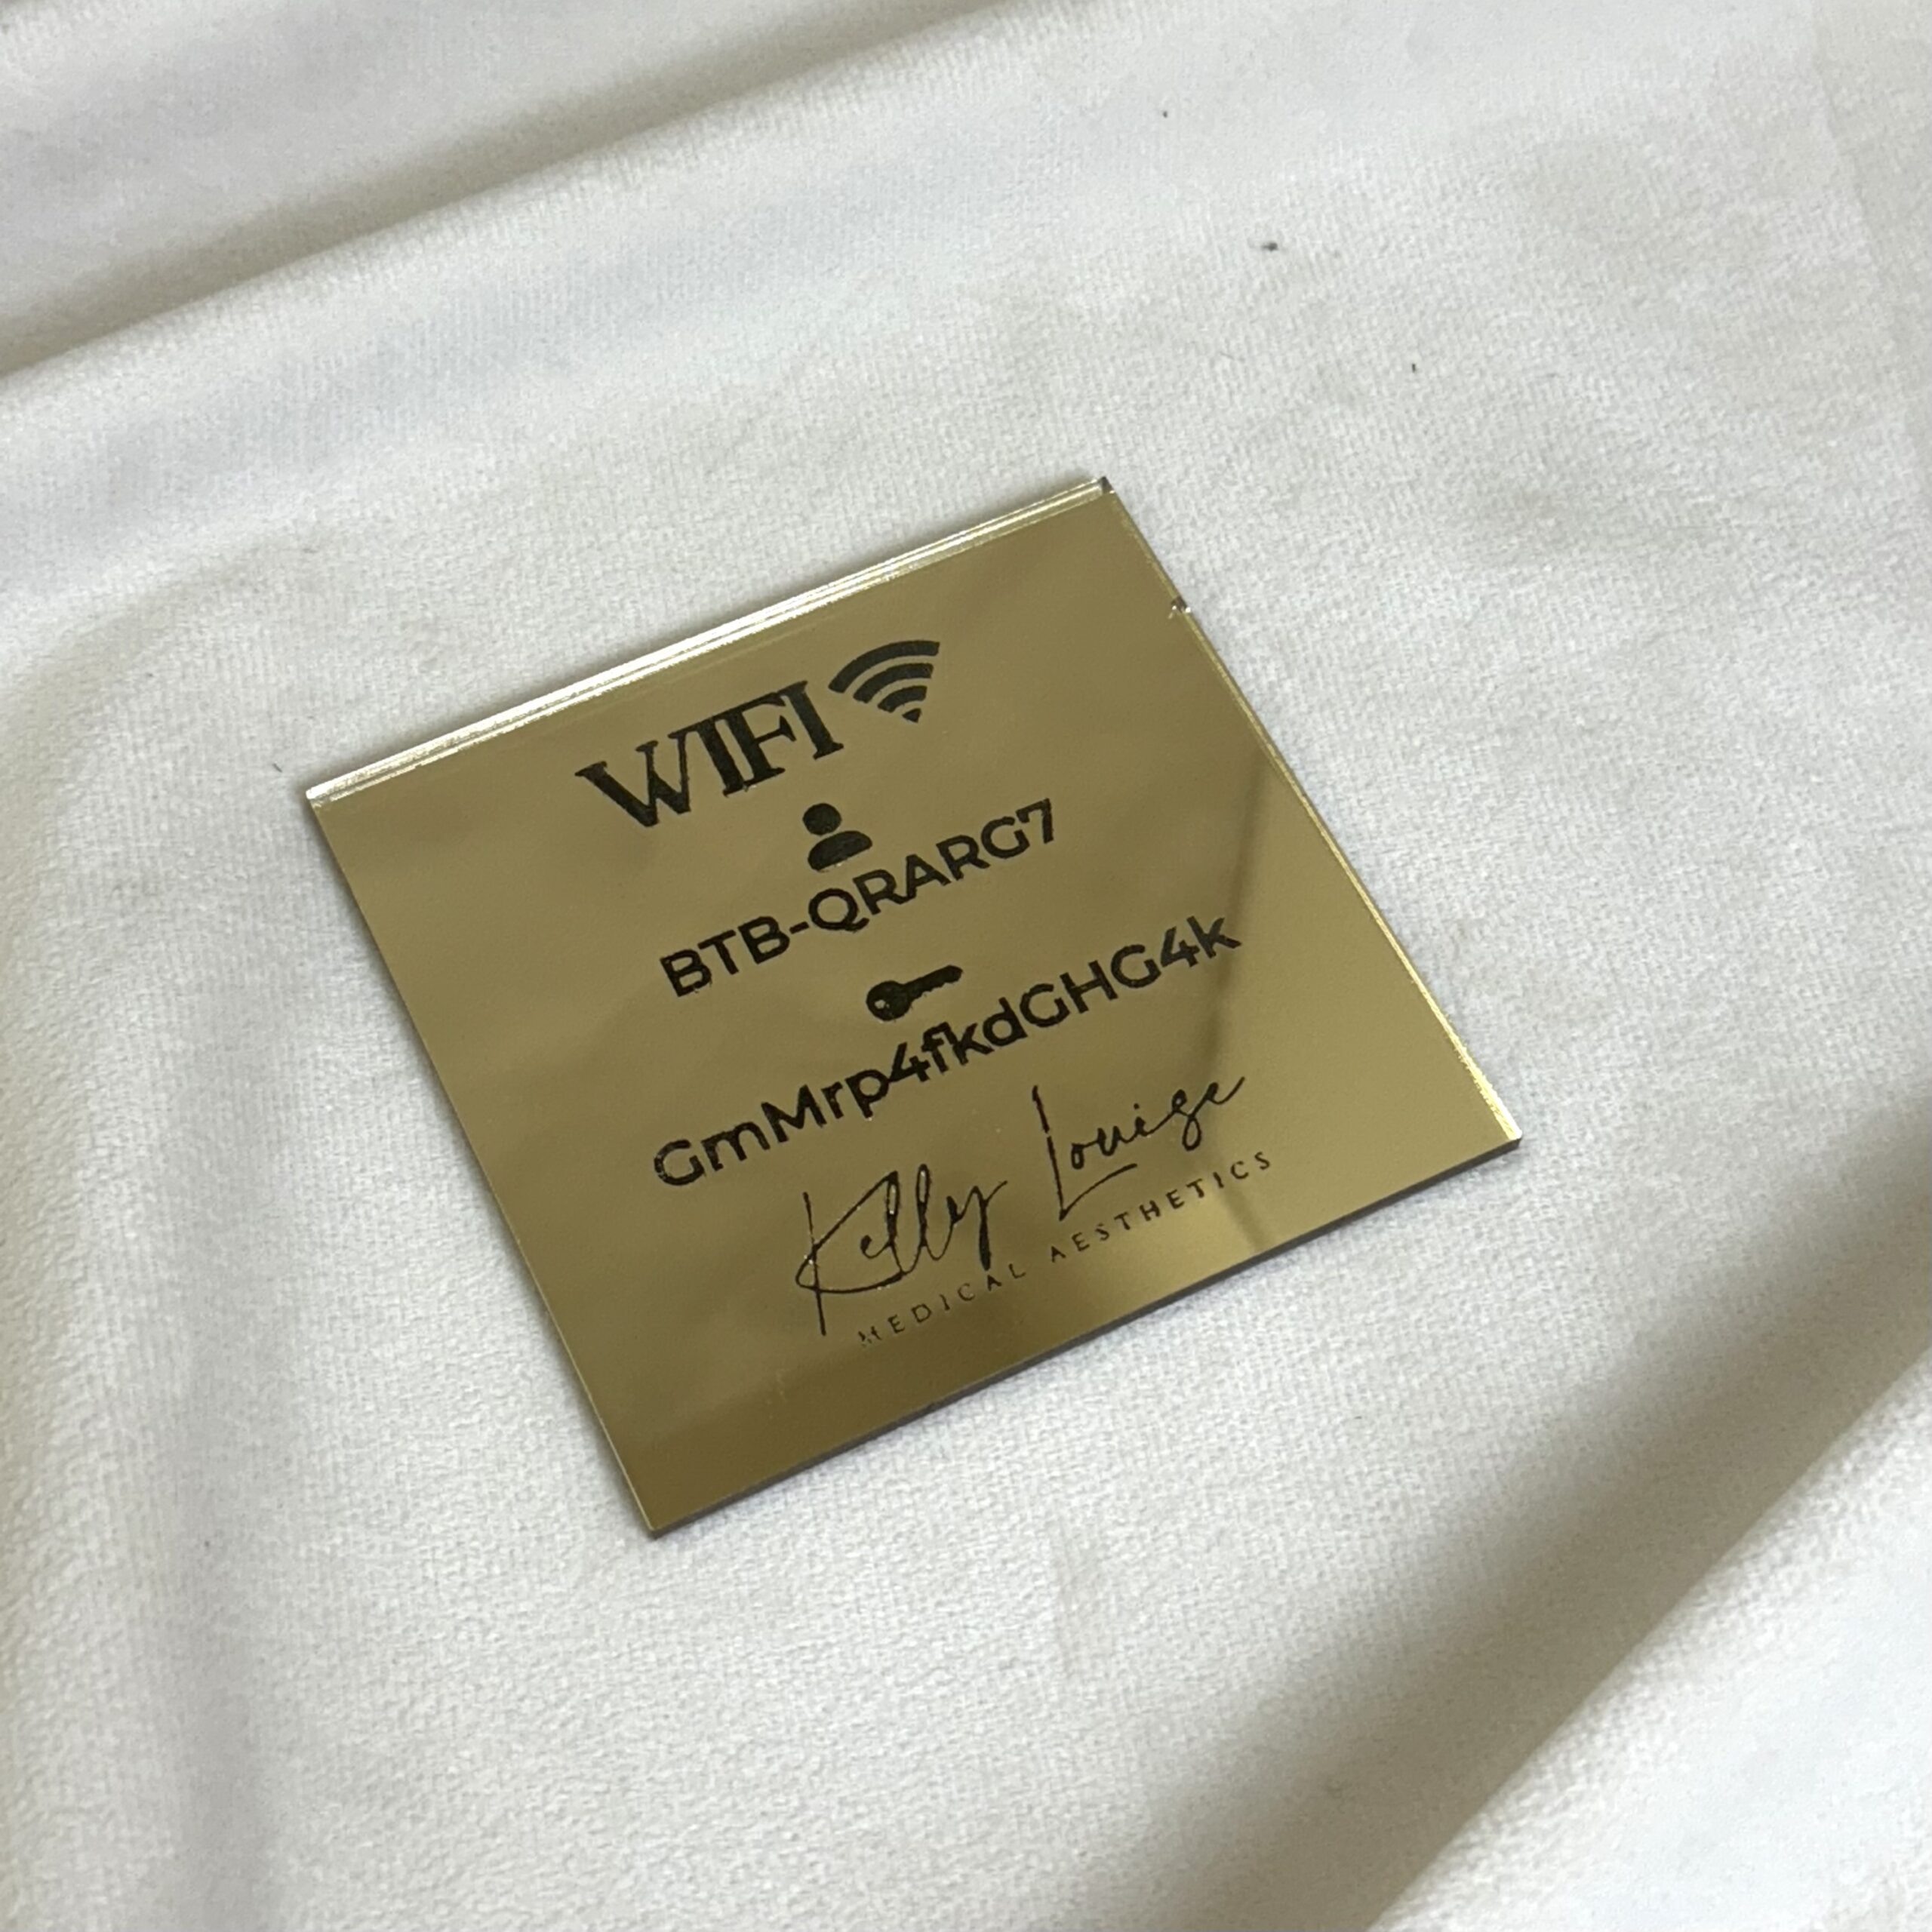 WIFI
BTB-QRARG7
GmMrp4fkdGHG4k
Kelly Louise
MEDICAL AESTHETICS